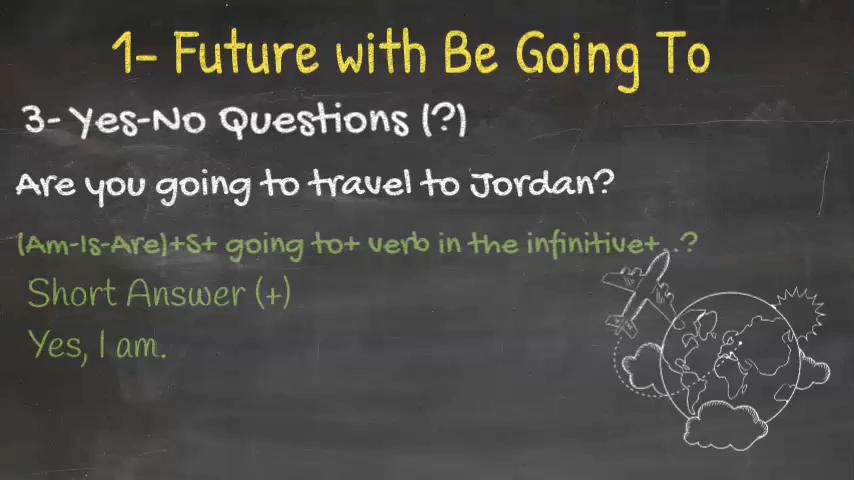 1- Future with Be Going To
3- Yes-No Questions (?)
Are you going to travel to Jordan?
(Am-Is-Are)+S+ going to+ verb in the infinitive+...?
Short Answer (+)
Yes, I am.